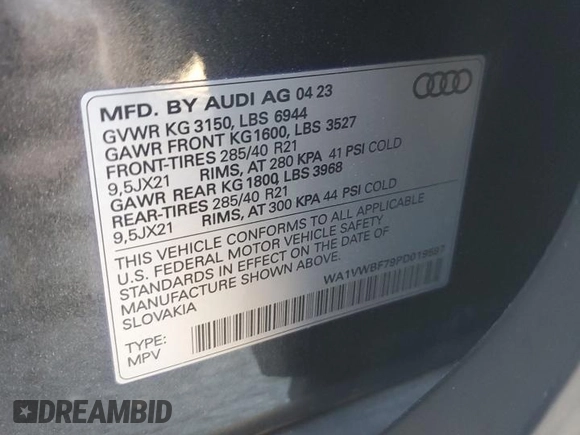 MFD. BY AUDI AG 04 23
GVWR KG 3150, LBS 6944
GAWR FRONT KG1600, LBS 3527
FRONT-TIRES 285/40 R21
9,5JX21 RIMS, AT 280 KPA 41 PSI COLD
GAWR REAR KG 1800, LBS 3968
REAR-TIRES 285/40 R21
9,5JX21 RIMS, AT 300 KPA 44 PSI COLD
THIS VEHICLE CONFORMS TO ALL APPLICABLE
U.S. FEDERAL MOTOR VEHICLE SAFETY
STANDARDS IN EFFECT ON THE DATE OF
MANUFACTURE SHOWN ABOVE.
SLOVAKIA
TYPE:
MPV
DREAMBID